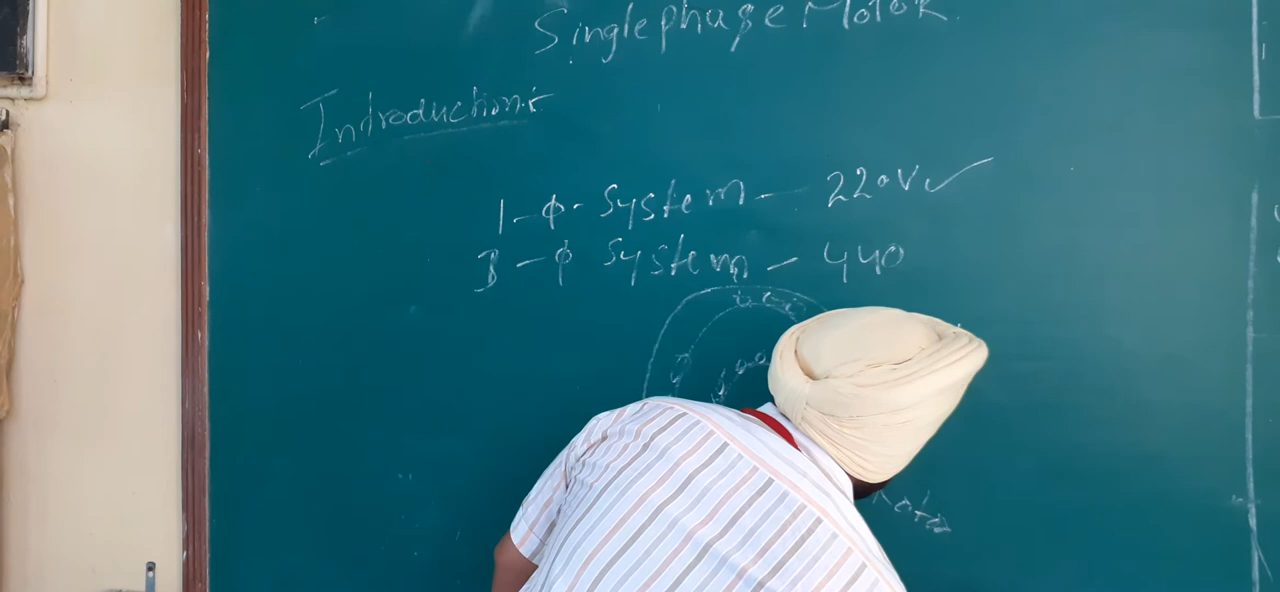 Single phase Motor.
Introduction:-
1-ϕ- System - 220V ✓
3-ϕ System - 440